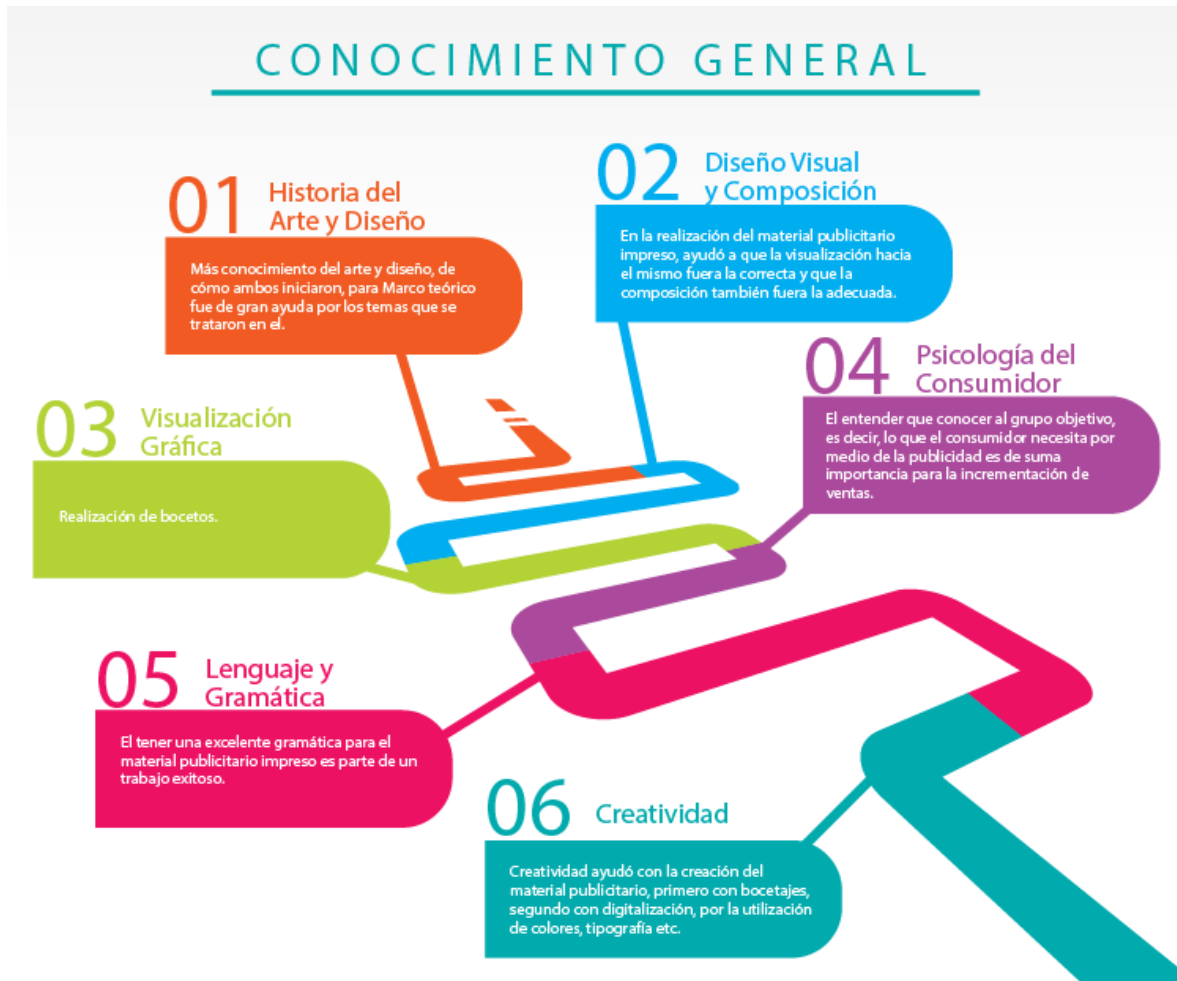 CONOCIMIENTO GENERAL
01
Historia del
Arte y Diseño
Más conocimiento del arte y diseño, de
cómo ambos iniciaron, para Marco teórico
fue de gran ayuda por los temas que se
trataron en el.
02
Diseño Visual
y Composición
En la realización del material publicitario
impreso, ayudó a que la visualización hacia
el mismo fuera la correcta y que la
composición también fuera la adecuada.
03
Visualización
Gráfica
Realización de bocetos.
04
Psicología del
Consumidor
El entender que conocer al grupo objetivo,
es decir, lo que el consumidor necesita por
medio de la publicidad es de suma
importancia para la incrementación de
ventas.
05
Lenguaje y
Gramática
El tener una excelente gramática para el
material publicitario impreso es parte de un
trabajo exitoso.
06
Creatividad
Creatividad ayudó con la creación del
material publicitario, primero con bocetajes,
segundo con digitalización, por la utilización
de colores, tipografía etc.